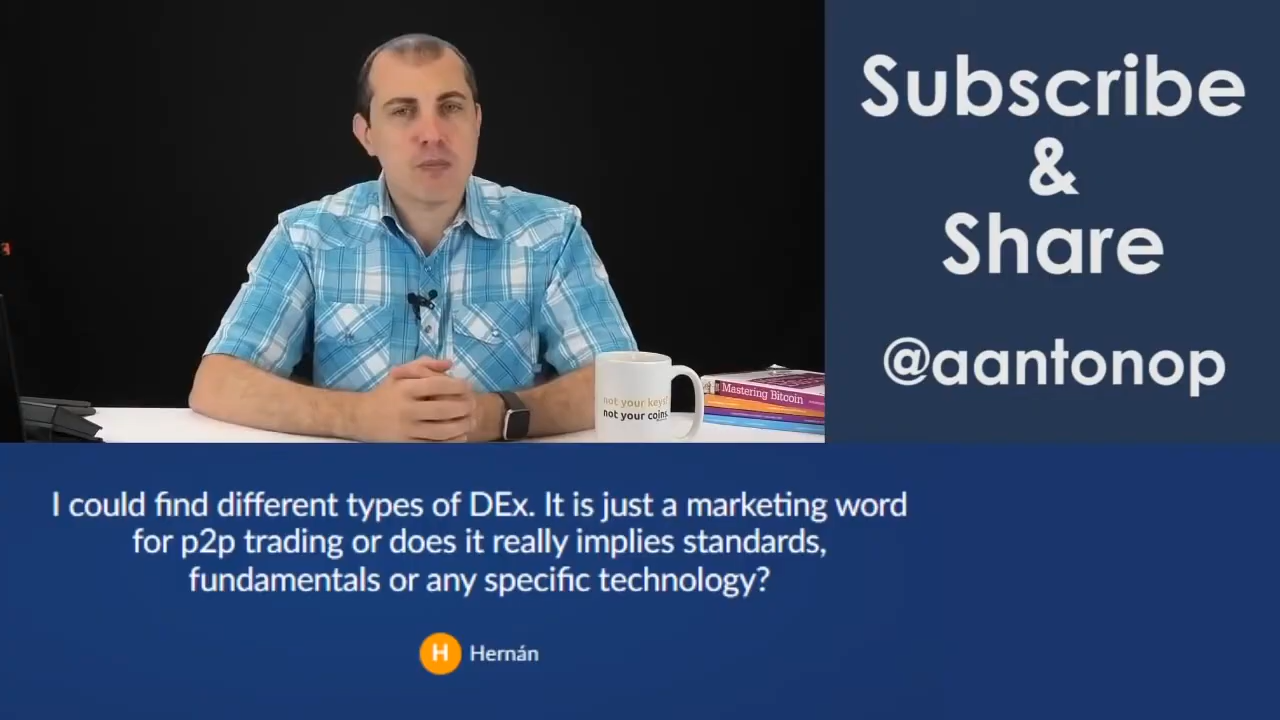 Subscribe
&
Share
@aantonop
not your keys?
not your coins.
Mastering Bitcoin
I could find different types of DEx. It is just a marketing word
for p2p trading or does it really implies standards,
fundamentals or any specific technology?
H Hernán